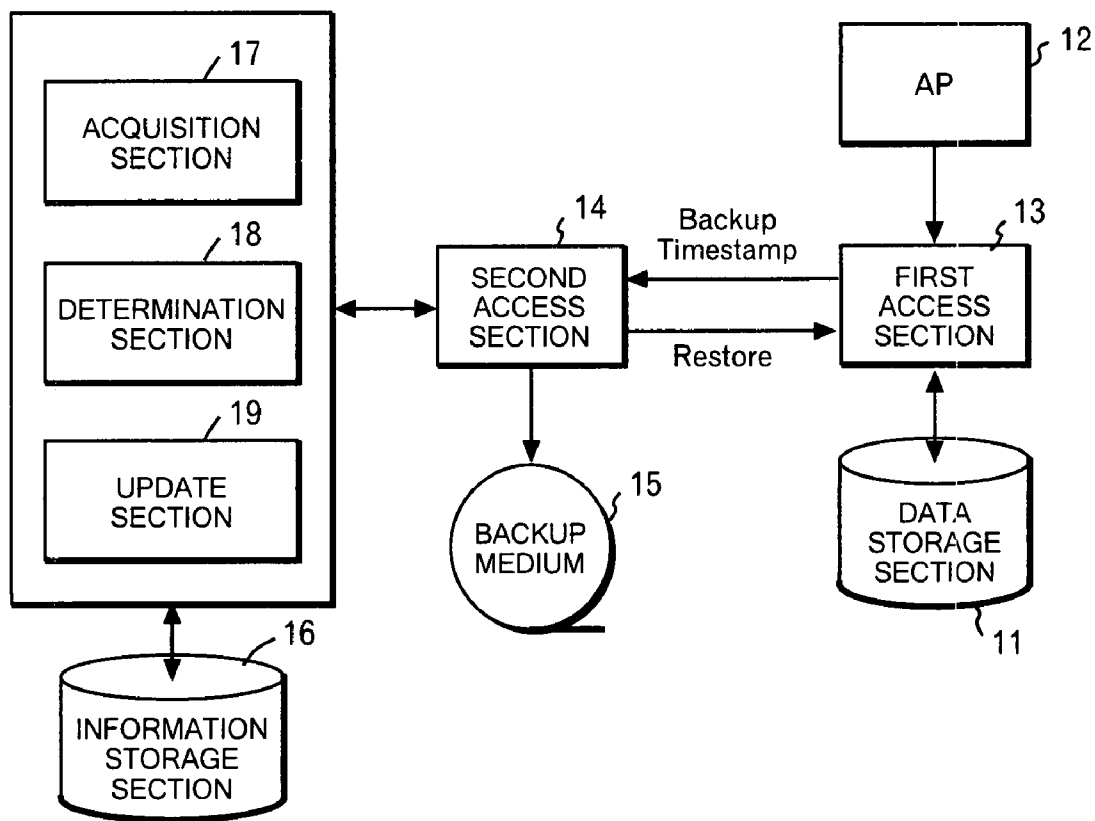 17
ACQUISITION
SECTION
18
DETERMINATION
SECTION
19
UPDATE
SECTION
16
INFORMATION
STORAGE
SECTION
14
SECOND
ACCESS
SECTION
Backup
Timestamp
Restore
15
BACKUP
MEDIUM
12
AP
13
FIRST
ACCESS
SECTION
DATA
STORAGE
SECTION
11